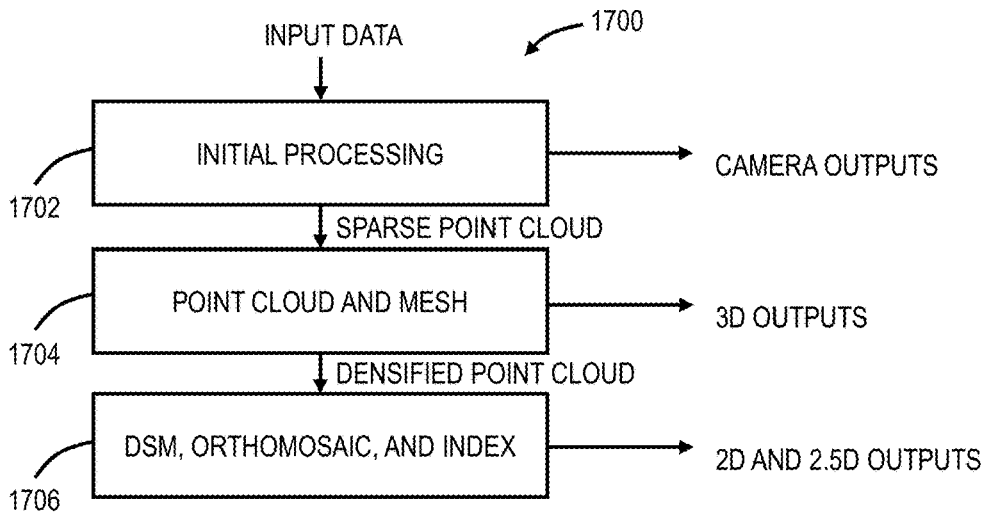 1700
INPUT DATA
INITIAL PROCESSING
CAMERA OUTPUTS
1702
SPARSE POINT CLOUD
POINT CLOUD AND MESH
3D OUTPUTS
1704
DENSIFIED POINT CLOUD
DSM, ORTHOMOSAIC, AND INDEX
2D AND 2.5D OUTPUTS
1706